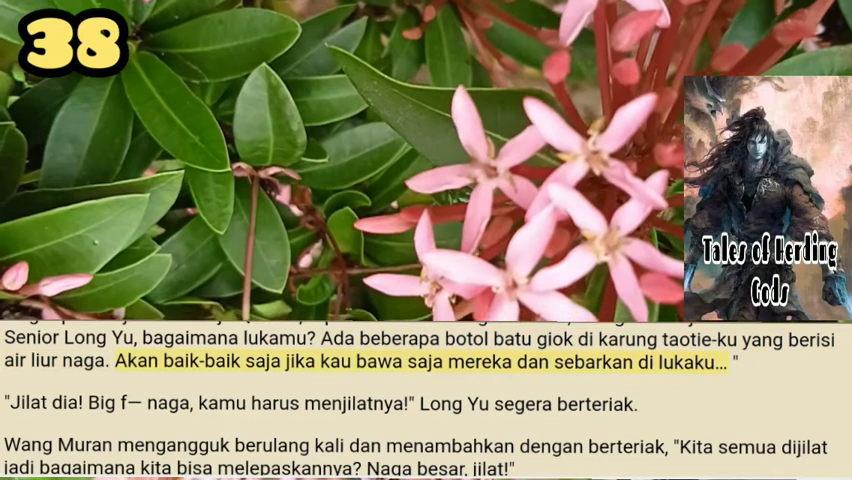 38
Tales of Herding
Gods
Senior Long Yu, bagaimana lukamu? Ada beberapa botol batu giok di karung taotie-ku yang berisi
air liur naga. Akan baik-baik saja jika kau bawa saja mereka dan sebarkan di lukaku... "
"Jilat dia! Big f— naga, kamu harus menjilatnya!" Long Yu segera berteriak.
Wang Muran mengangguk berulang kali dan menambahkan dengan berteriak, "Kita semua dijilat
jadi bagaimana kita bisa melepaskannya? Naga besar, jilat!"